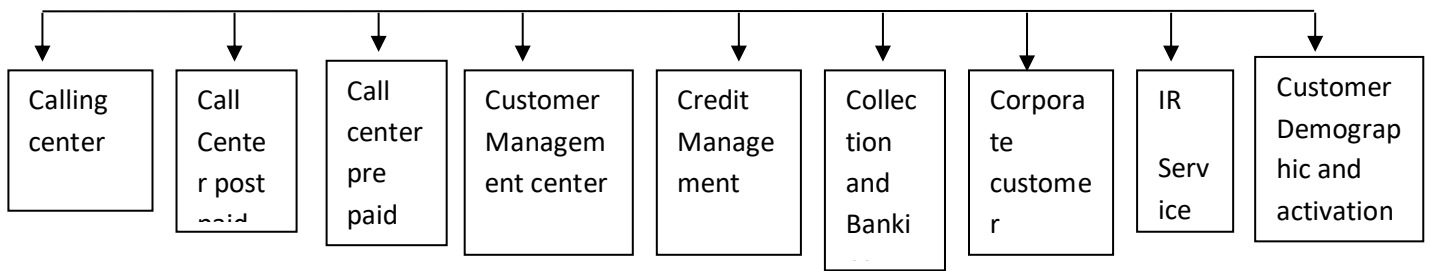 Calling
center
Call
Cente
r post
Call
center
pre
paid
Customer
Managem
ent center
Credit
Manage
ment
Collec
tion
and
Banki
Corpora
te
custome
r
IR
Serv
ice
Customer
Demograp
hic and
activation